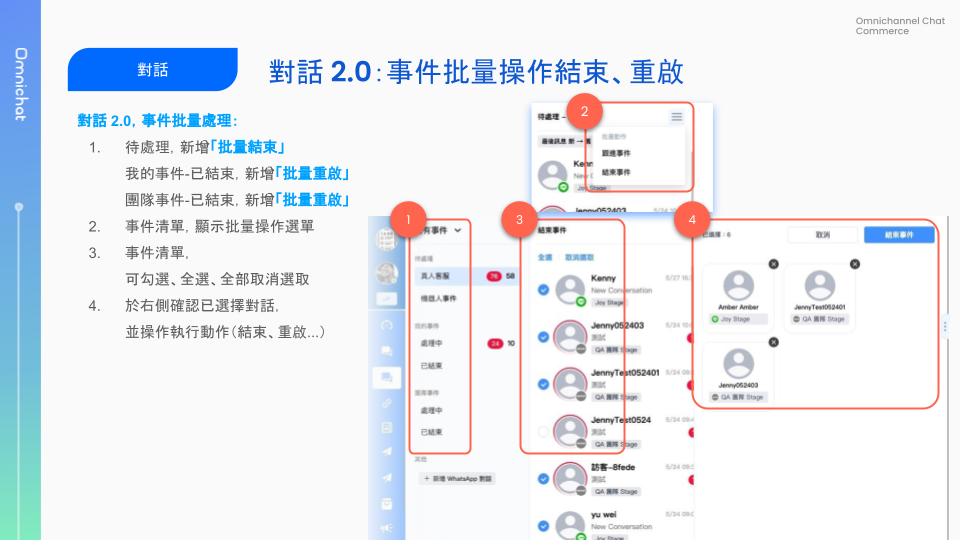 Omnichat
Omnichannel Chat
Commerce
對話
對話 2.0：事件批量操作結束、重啟
對話 2.0，事件批量處理：
1. 待處理，新增「批量結束」
我的事件-已結束，新增「批量重啟」
團隊事件-已結束，新增「批量重啟」
2. 事件清單，顯示批量操作選單
3. 事件清單，
可勾選、全選、全部取消選取
4. 於右側確認已選擇對話，
並操作執行動作（結束、重啟...）
2
待處理 –
批量動作
最後訊息 新 → 舊
跟進事件
結束事件
Kenn
New C
Joy Stage
Jenny052403
5/24
1
有事件
待處理
真人客服 76 58
機器人事件
我的事件
處理中 24 10
已結束
團隊事件
處理中
已結束
其他
+ 新增 WhatsApp 對話
3
結束事件
全選 取消選取
Kenny 5/27 16:
New Conversation
Joy Stage
Jenny052403
測試
QA 團隊 Stage
JennyTest052401
測試
QA 團隊 Stage
JennyTest0524
測試
QA 團隊 Stage
訪客-8fede
測試
QA 團隊 Stage
yu wei
New Conversation
Joy Stage
4
已選擇：6
取消
結束事件
Amber Amber
Joy Stage
JennyTest052401
QA 團隊 Stage
Jenny052403
QA 團隊 Stage